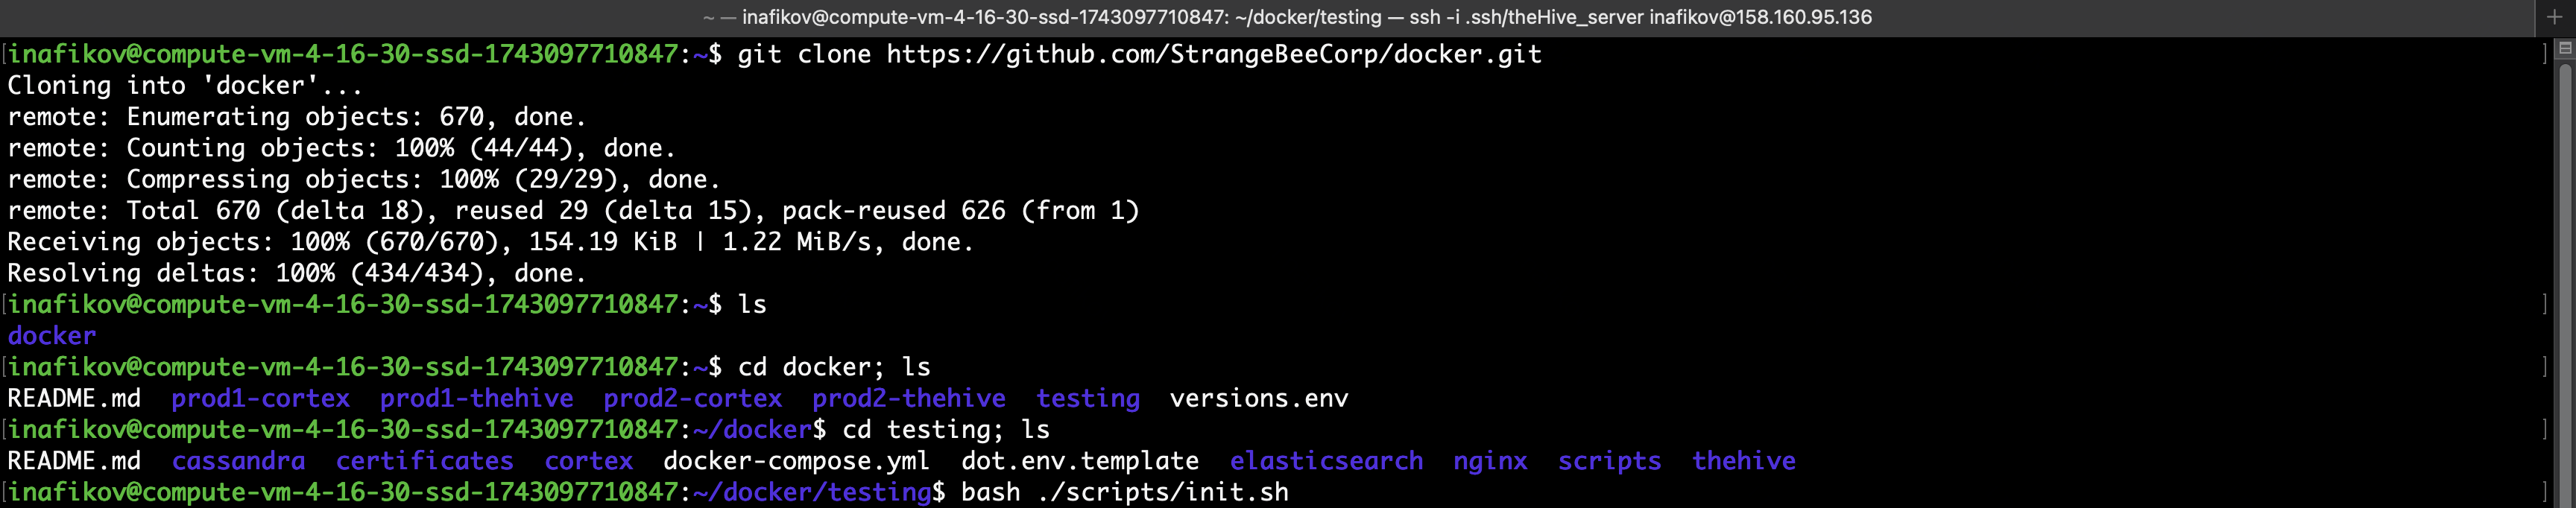 ~ — inafikov@compute-vm-4-16-30-ssd-1743097710847: ~/docker/testing — ssh -i .ssh/theHive_server inafikov@158.160.95.136
[inafikov@compute-vm-4-16-30-ssd-1743097710847:~$ git clone https://github.com/StrangeBeeCorp/docker.git ]
Cloning into 'docker'...
remote: Enumerating objects: 670, done.
remote: Counting objects: 100% (44/44), done.
remote: Compressing objects: 100% (29/29), done.
remote: Total 670 (delta 18), reused 29 (delta 15), pack-reused 626 (from 1)
Receiving objects: 100% (670/670), 154.19 KiB | 1.22 MiB/s, done.
Resolving deltas: 100% (434/434), done.
[inafikov@compute-vm-4-16-30-ssd-1743097710847:~$ ls ]
docker
[inafikov@compute-vm-4-16-30-ssd-1743097710847:~$ cd docker; ls ]
README.md prod1-cortex prod1-thehive prod2-cortex prod2-thehive testing versions.env
[inafikov@compute-vm-4-16-30-ssd-1743097710847:~/docker$ cd testing; ls ]
README.md cassandra certificates cortex docker-compose.yml dot.env.template elasticsearch nginx scripts thehive
[inafikov@compute-vm-4-16-30-ssd-1743097710847:~/docker/testing$ bash ./scripts/init.sh ]